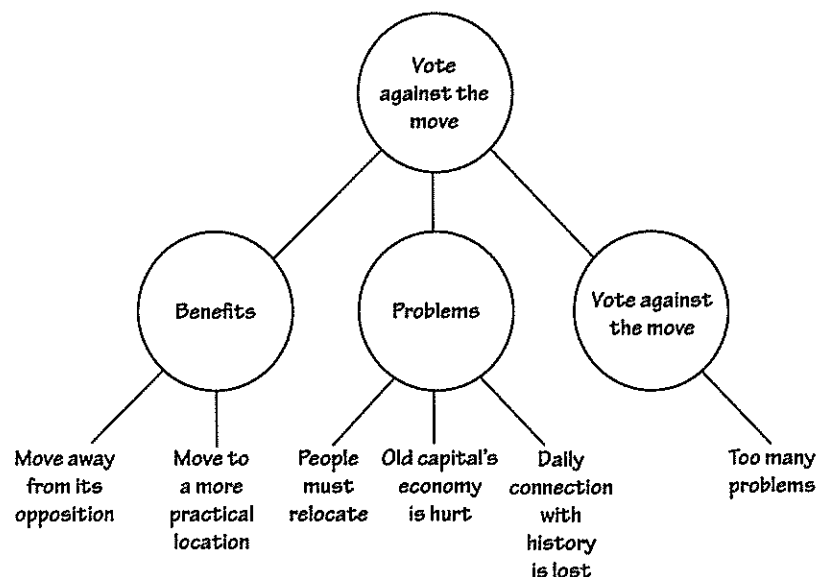 Vote
against the
move
Benefits
Problems
Vote against
the move
Move away
from its
opposition
Move to
a more
practical
location
People
must
relocate
Old capital's
economy
is hurt
Daily
connection
with
history
is lost
Too many
problems